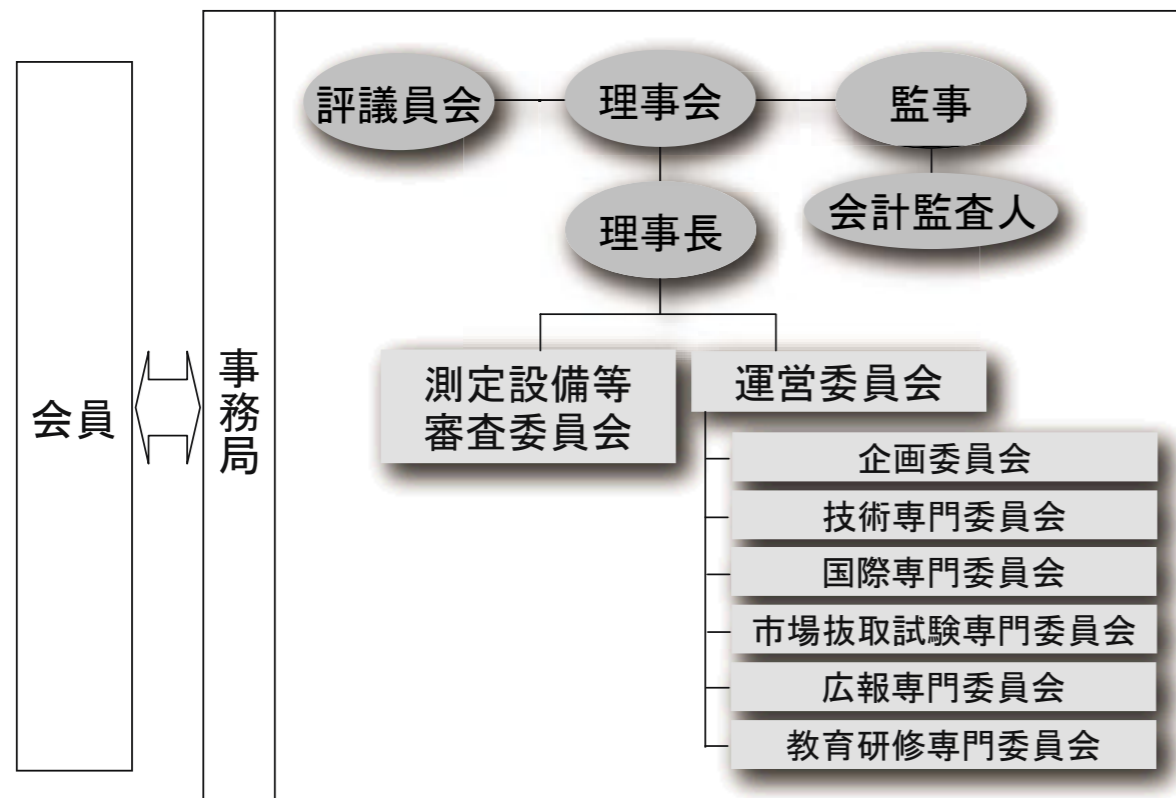 会員
事務局
評議員会
理事会
監事
理事長
会計監査人
測定設備等
審査委員会
運営委員会
企画委員会
技術専門委員会
国際専門委員会
市場抜取試験専門委員会
広報専門委員会
教育研修専門委員会